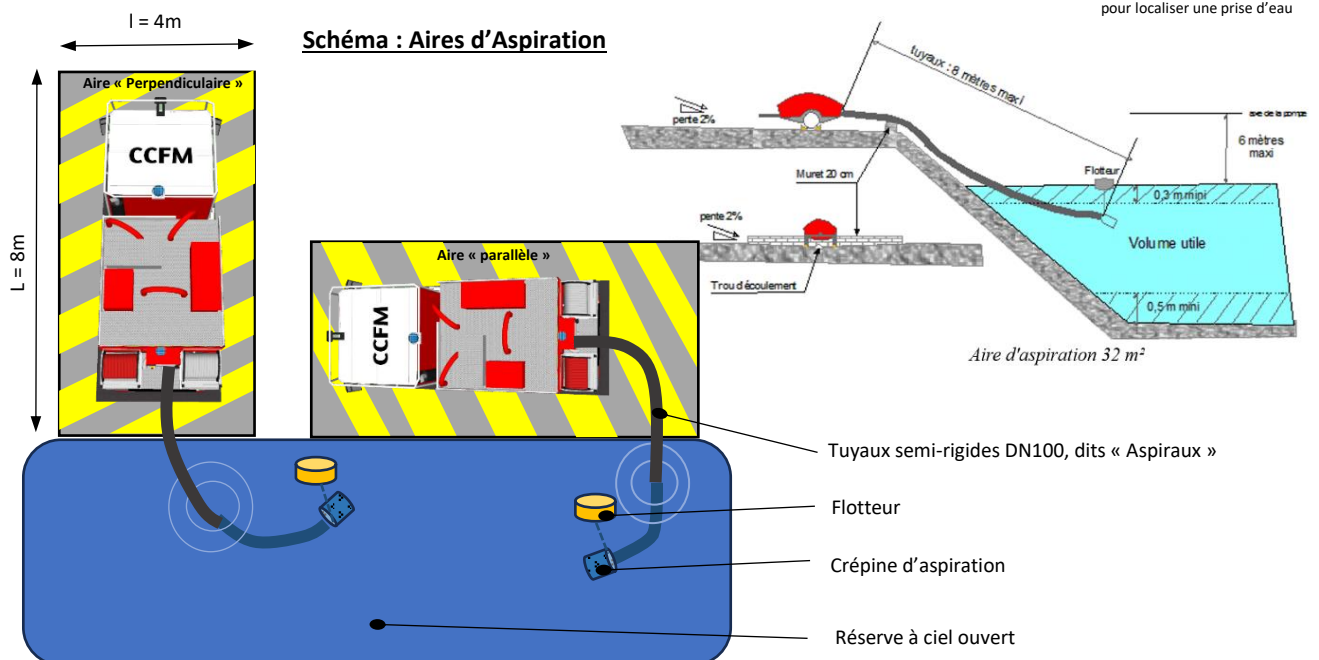 pour localiser une prise d'eau
l = 4m
Schéma : Aires d'Aspiration
L = 8m
Aire « Perpendiculaire »
CCFM
Aire « parallèle »
CCFM
tuyaux : 8 mètres maxi
pente 2%
axe de la pompe
6 mètres
maxi
Flotteur
Muret 20 cm
0,3 m mini
pente 2%
Volume utile
Trou d'écoulement
0,5 m mini
Aire d'aspiration 32 m²
Tuyaux semi-rigides DN100, dits « Aspiraux »
Flotteur
Crépine d'aspiration
Réserve à ciel ouvert